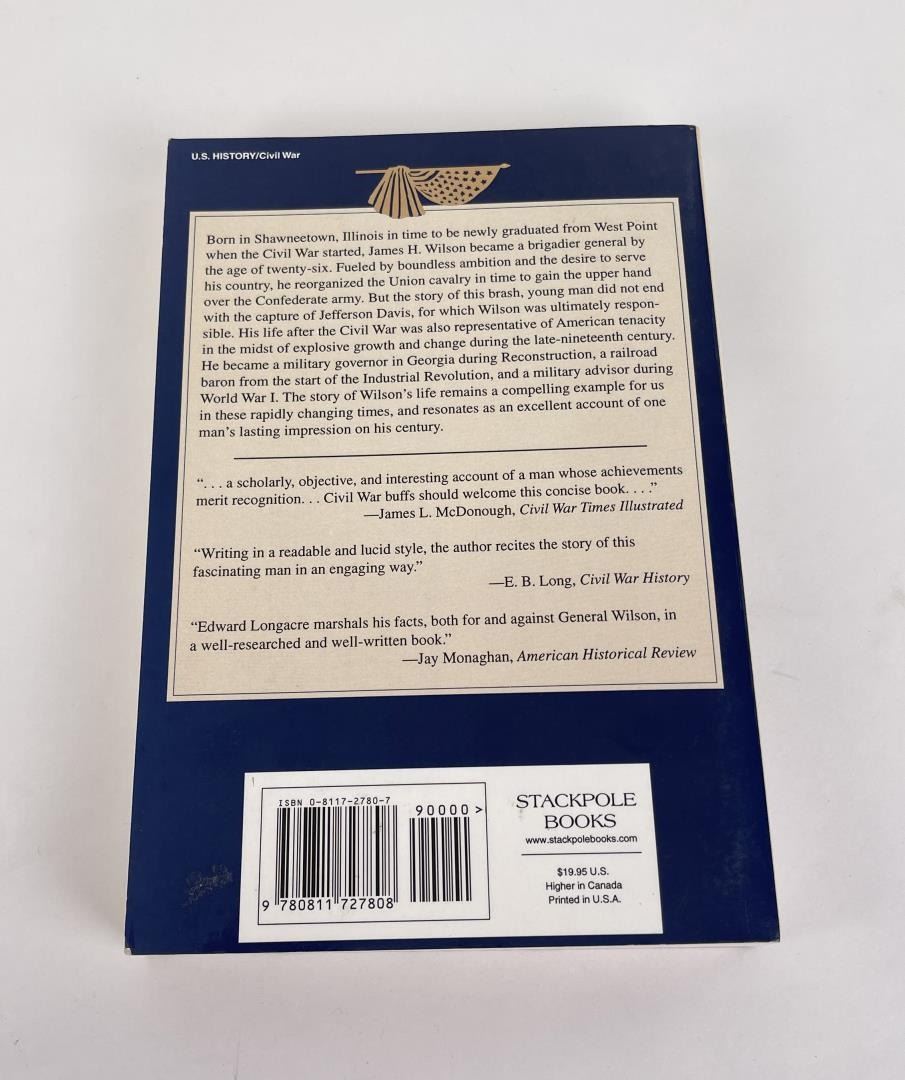 U.S. HISTORY/Civil War
Born in Shawneetown, Illinois in time to be newly graduated from West Point
when the Civil War started, James H. Wilson became a brigadier general by
the age of twenty-six. Fueled by boundless ambition and the desire to serve
his country, he reorganized the Union cavalry in time to gain the upper hand
over the Confederate army. But the story of this brash, young man did not end
with the capture of Jefferson Davis, for which Wilson was ultimately respon-
sible. His life after the Civil War was also representative of American tenacity
in the midst of explosive growth and change during the late-nineteenth century.
He became a military governor in Georgia during Reconstruction, a railroad
baron from the start of the Industrial Revolution, and a military advisor during
World War I. The story of Wilson's life remains a compelling example for us
in these rapidly changing times, and resonates as an excellent account of one
man's lasting impression on his century.
“. . . a scholarly, objective, and interesting account of a man whose achievements
merit recognition. . . Civil War buffs should welcome this concise book. . . .”
—James L. McDonough, Civil War Times Illustrated
“Writing in a readable and lucid style, the author recites the story of this
fascinating man in an engaging way.”
—E. B. Long, Civil War History
“Edward Longacre marshals his facts, both for and against General Wilson, in
a well-researched and well-written book.”
—Jay Monaghan, American Historical Review
ISBN 0-8117-2780-7
90000>
9 780811 727808
STACKPOLE
BOOKS
www.stackpolebooks.com
$19.95 U.S.
Higher in Canada
Printed in U.S.A.